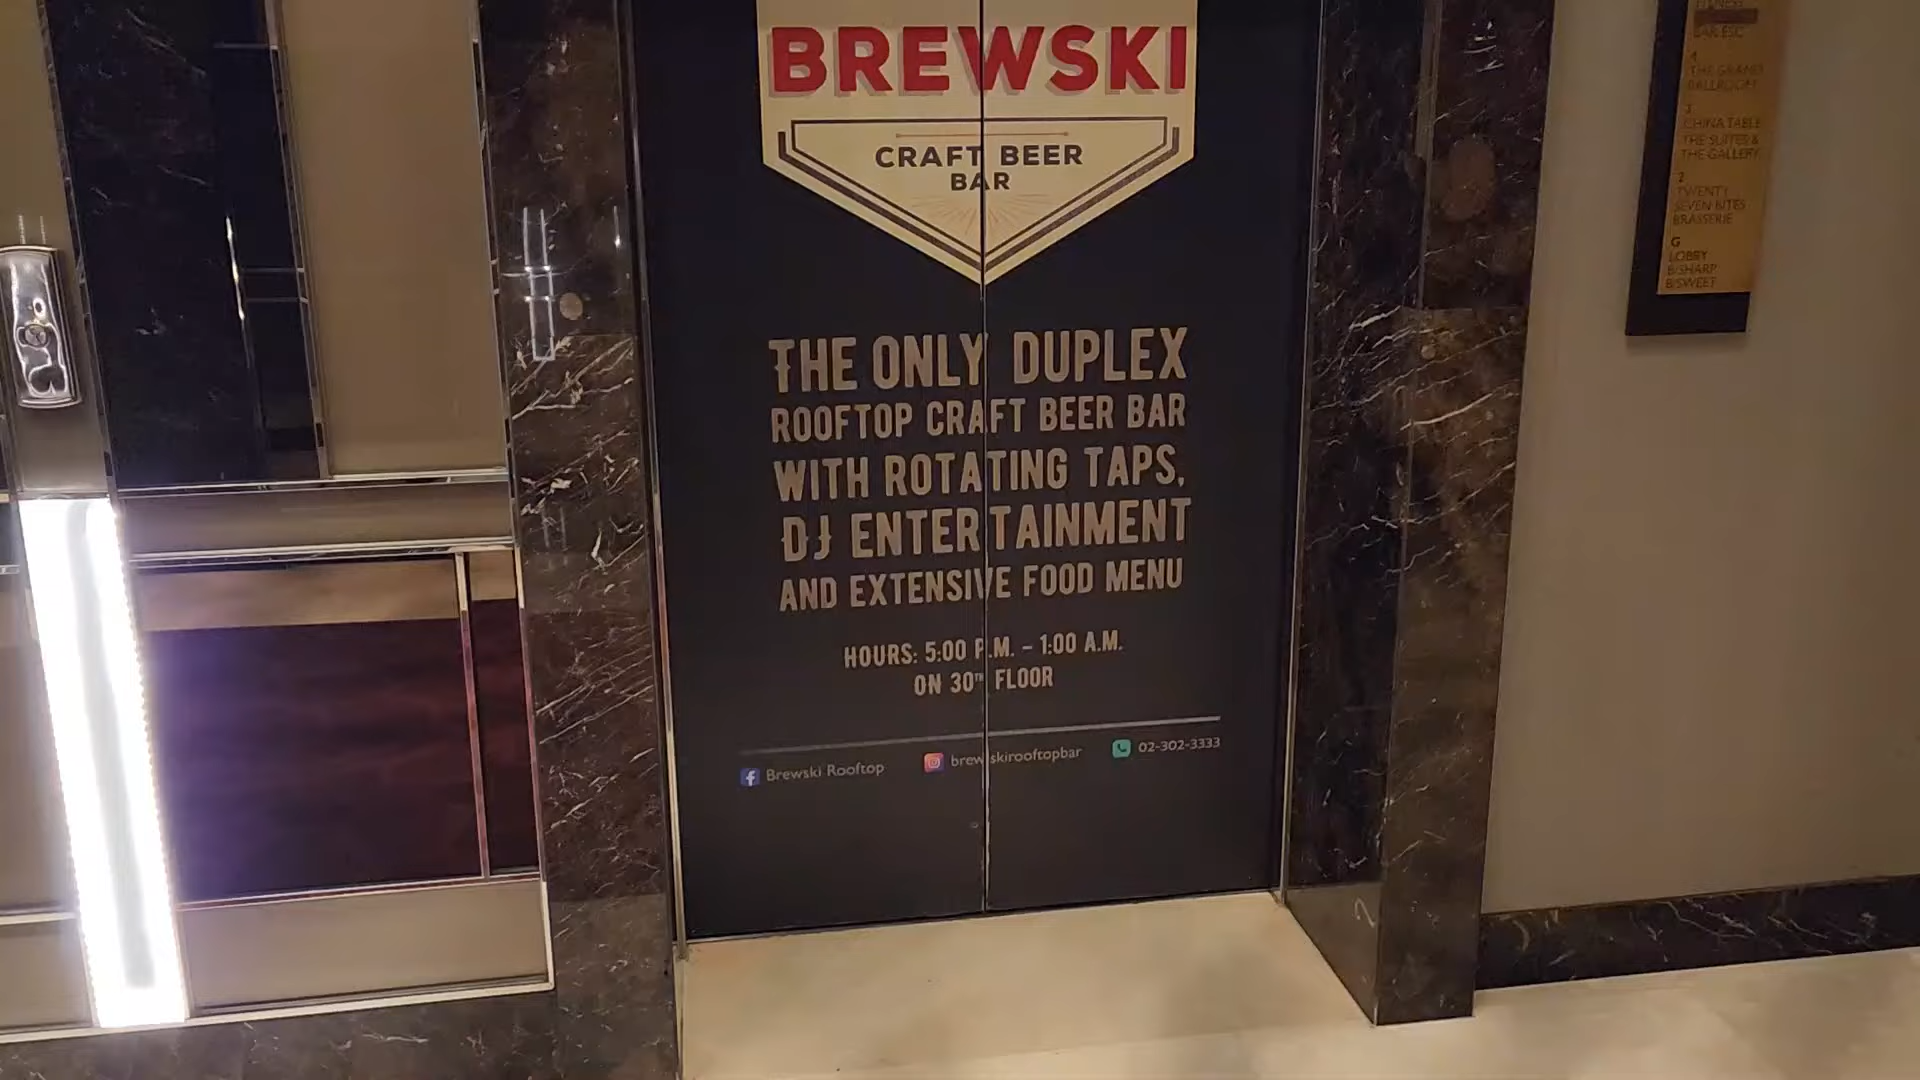 BREWSKI
CRAFT BEER
BAR
THE ONLY DUPLEX
ROOFTOP CRAFT BEER BAR
WITH ROTATING TAPS,
DJ ENTERTAINMENT
AND EXTENSIVE FOOD MENU
HOURS: 5:00 P.M. – 1:00 A.M.
ON 30TH FLOOR
Brewski Rooftop
brewskirooftopbar
02-302-3333
BAR ESC
4
THE GRAND
BALLROOM
3
CHINA TABLE
THE SUITES &
THE GALLERY
2
TWENTY
SEVEN BITES
BRASSERIE
G
LOBBY
B:SHARP
B:SWEET